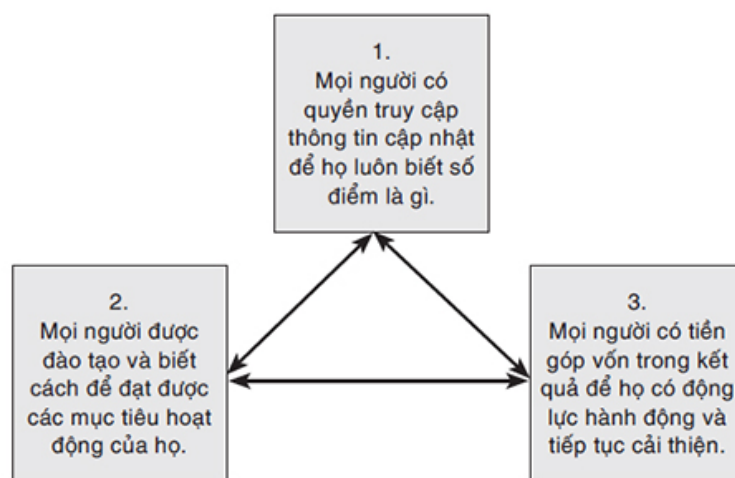 1.
Mọi người có
quyền truy cập
thông tin cập nhật
để họ luôn biết số
điểm là gì.
2.
Mọi người được
đào tạo và biết
cách để đạt được
các mục tiêu hoạt
động của họ.
3.
Mọi người có tiền
góp vốn trong kết
quả để họ có động
lực hành động và
tiếp tục cải thiện.